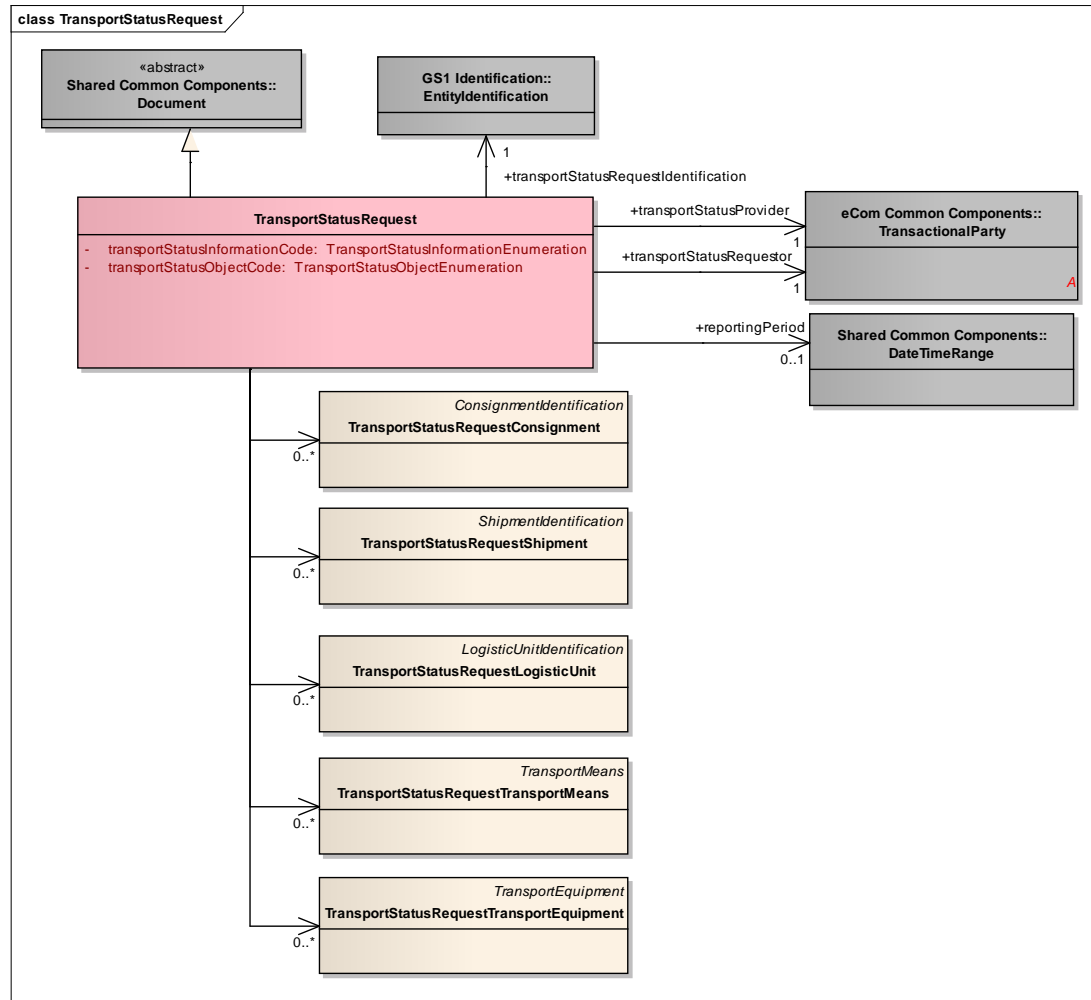 class TransportStatusRequest
«abstract»
Shared Common Components::
Document
GS1 Identification::
EntityIdentification
1
+transportStatusRequestIdentification
TransportStatusRequest
- transportStatusInformationCode: TransportStatusInformationEnumeration
- transportStatusObjectCode: TransportStatusObjectEnumeration
+transportStatusProvider
1
+transportStatusRequestor
1
eCom Common Components::
TransactionalParty
A
+reportingPeriod
0..1
Shared Common Components::
DateTimeRange
ConsignmentIdentification
TransportStatusRequestConsignment
0..*
ShipmentIdentification
TransportStatusRequestShipment
0..*
LogisticUnitIdentification
TransportStatusRequestLogisticUnit
0..*
TransportMeans
TransportStatusRequestTransportMeans
0..*
TransportEquipment
TransportStatusRequestTransportEquipment
0..*